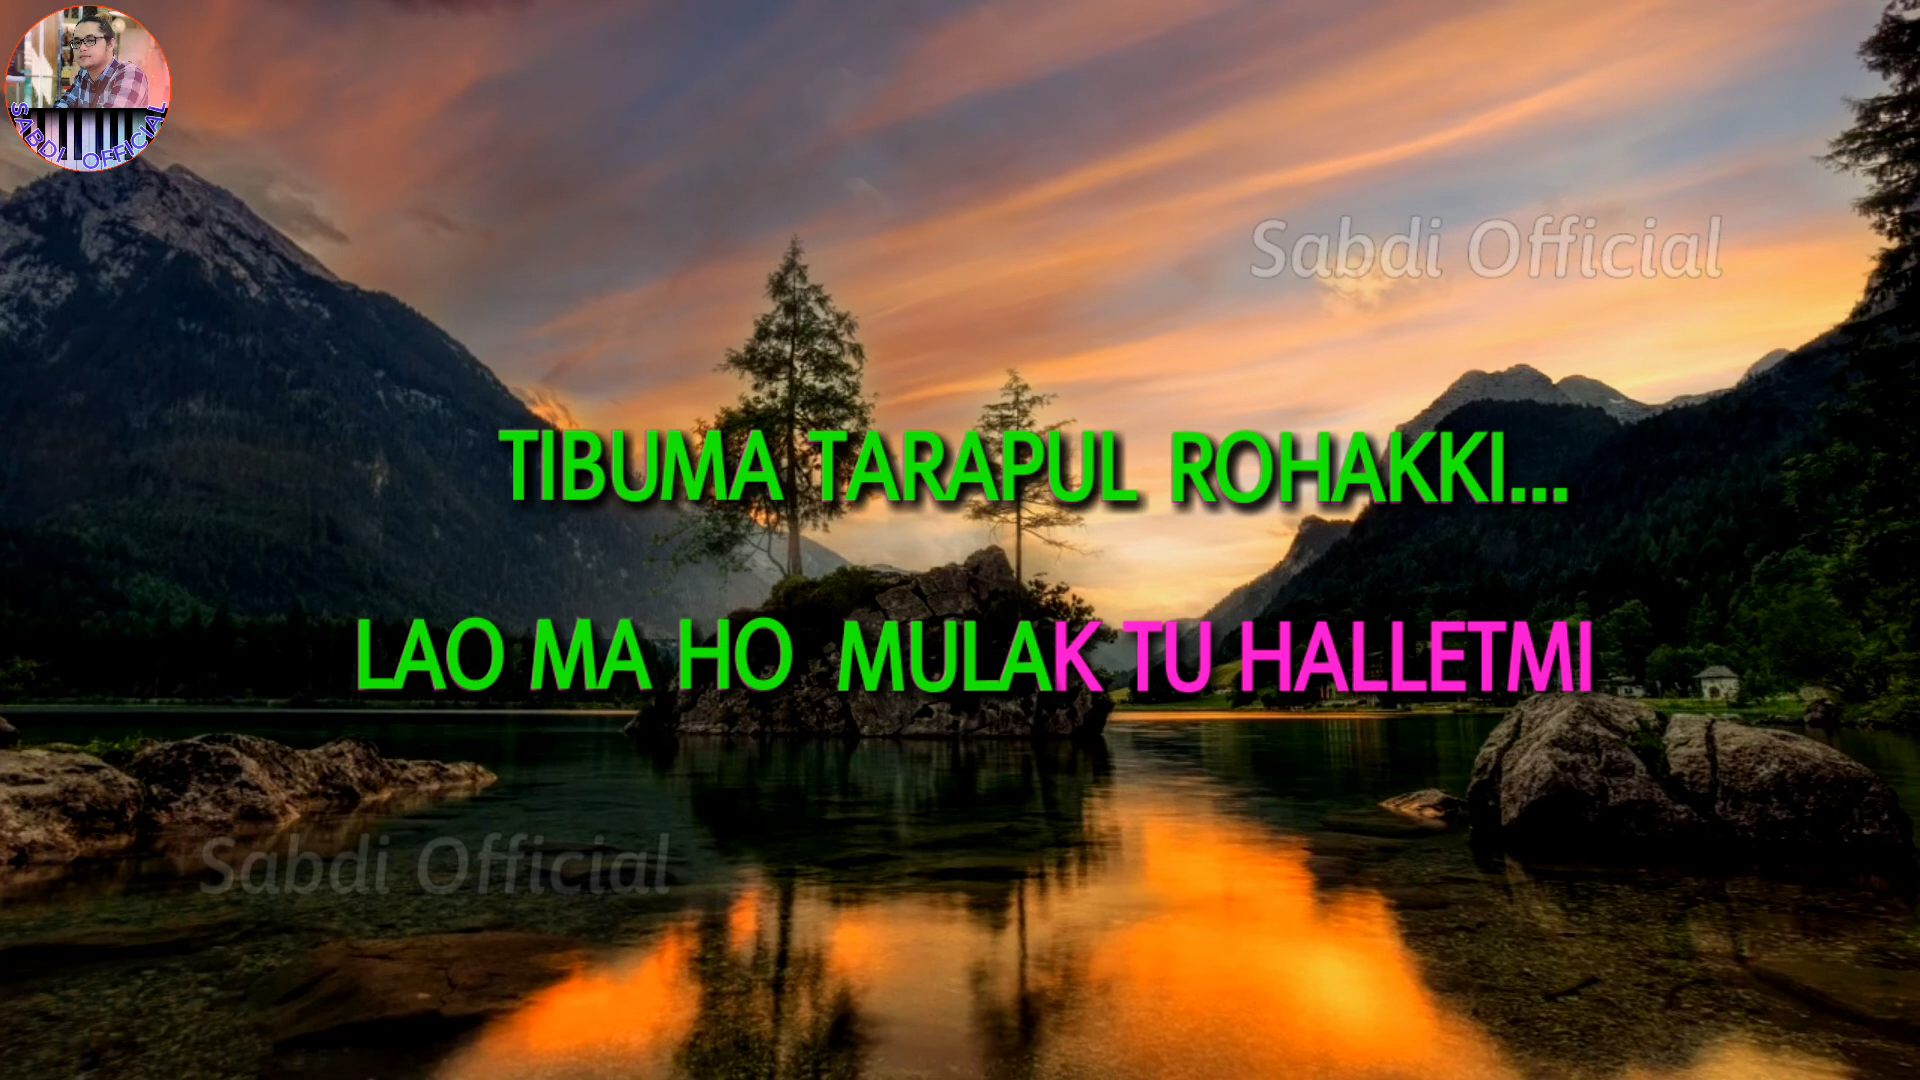 SABDI OFFICIAL
Sabdi Official
TIBUMA TARAPUL ROHAKKI...
LAO MA HO MULAK TU HALLETMI
Sabdi Official